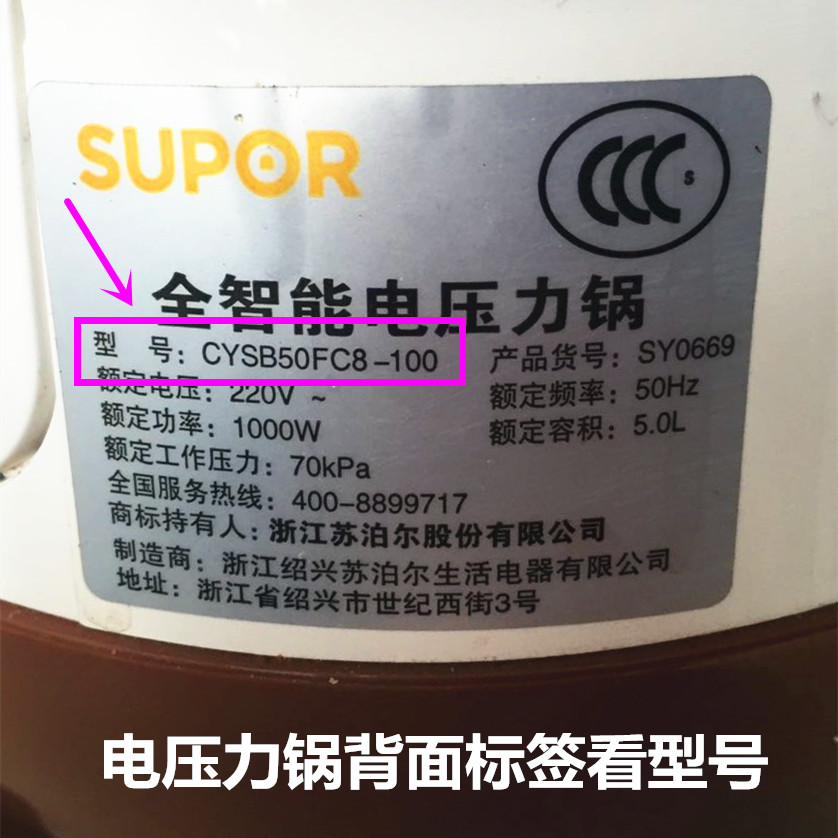 SUPOR
CCC S
全智能电压力锅
型 号：CYSB50FC8-100 产品货号：SY0669
额定电压：220V ~ 额定频率：50Hz
额定功率：1000W 额定容积：5.0L
额定工作压力：70kPa
全国服务热线：400-8899717
商标持有人：浙江苏泊尔股份有限公司
制造商：浙江绍兴苏泊尔生活电器有限公司
地址：浙江省绍兴市世纪西街3号
电压力锅背面标签看型号